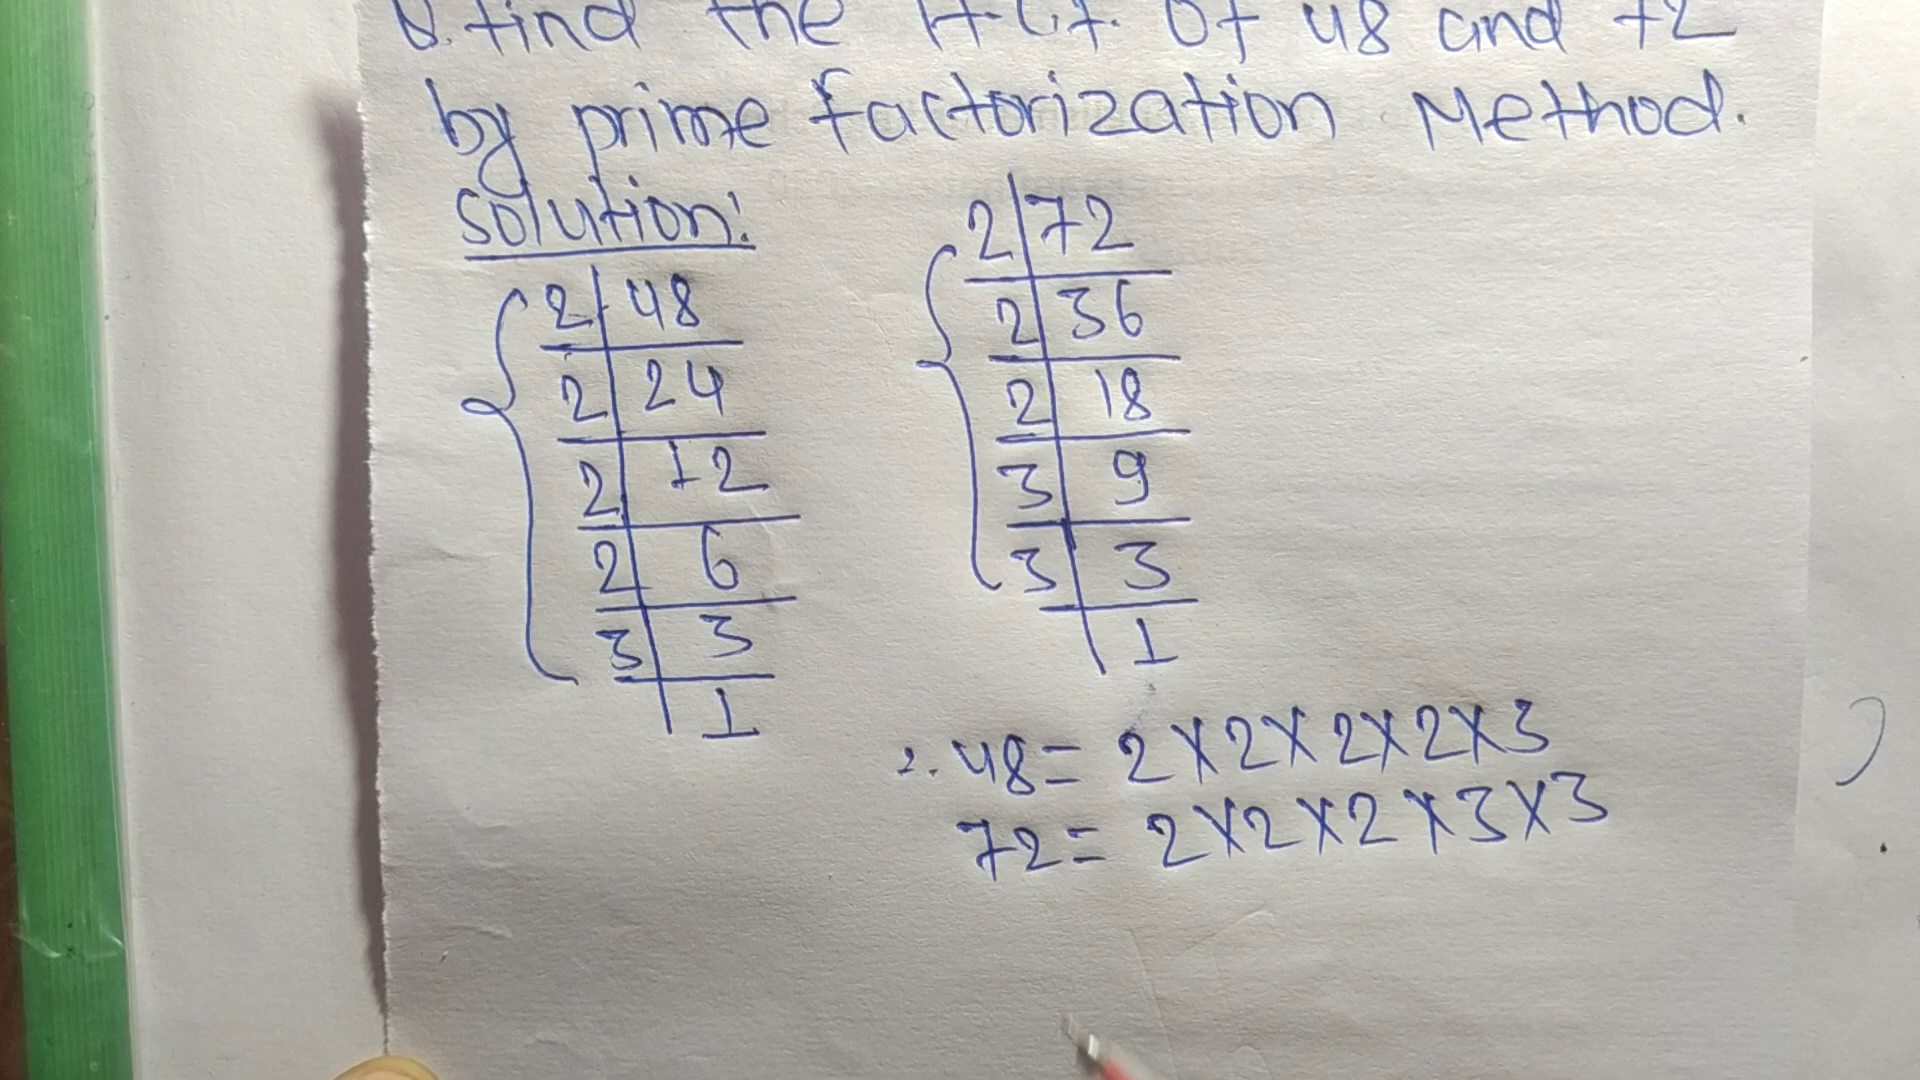 Q. Find the H.C.F. Of 48 and 72
by prime factorization Method.
Solution:
2 | 48
2 | 24
2 | 12
2 | 6
3 | 3
| 1
2 | 72
2 | 36
2 | 18
3 | 9
3 | 3
| 1
∴ 48 = 2 X 2 X 2 X 2 X 3
72 = 2 X 2 X 2 X 3 X 3